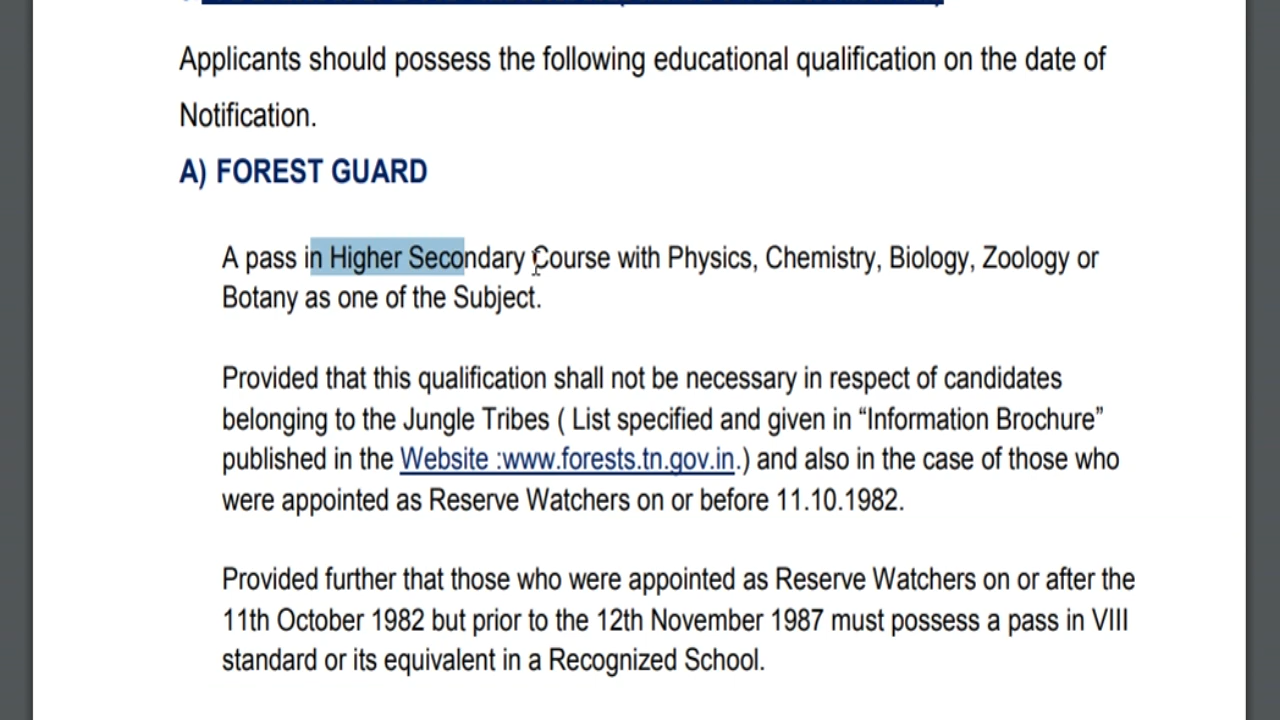 Applicants should possess the following educational qualification on the date of
Notification.
A) FOREST GUARD
A pass in Higher Secondary Course with Physics, Chemistry, Biology, Zoology or
Botany as one of the Subject.
Provided that this qualification shall not be necessary in respect of candidates
belonging to the Jungle Tribes ( List specified and given in “Information Brochure”
published in the Website :www.forests.tn.gov.in.) and also in the case of those who
were appointed as Reserve Watchers on or before 11.10.1982.
Provided further that those who were appointed as Reserve Watchers on or after the
11th October 1982 but prior to the 12th November 1987 must possess a pass in VIII
standard or its equivalent in a Recognized School.